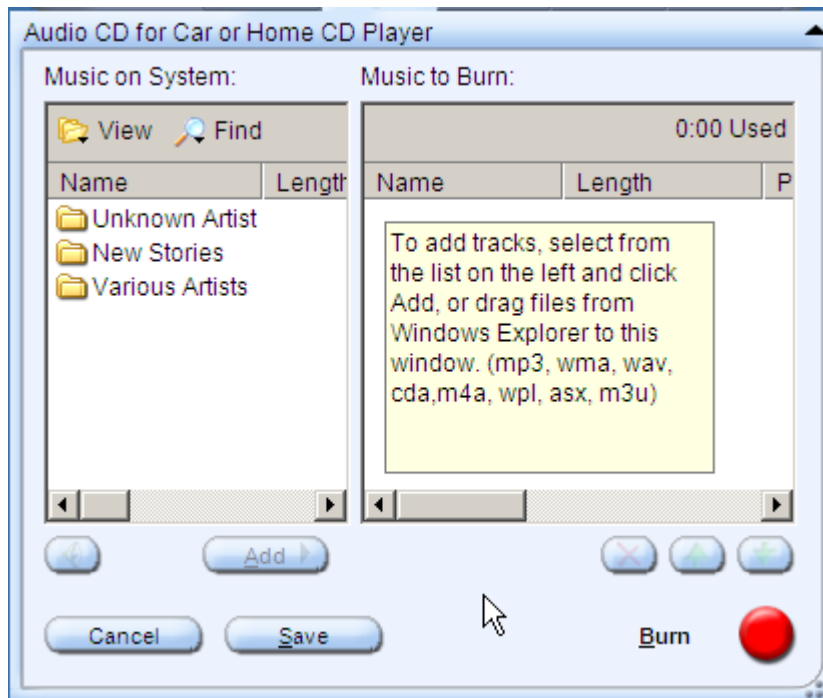 Audio CD for Car or Home CD Player
Music on System:
Music to Burn:
View Find
0:00 Used
Name Length
Name Length P
Unknown Artist
New Stories
Various Artists
To add tracks, select from
the list on the left and click
Add, or drag files from
Windows Explorer to this
window. (mp3, wma, wav,
cda,m4a, wpl, asx, m3u)
Add
Cancel
Save
Burn